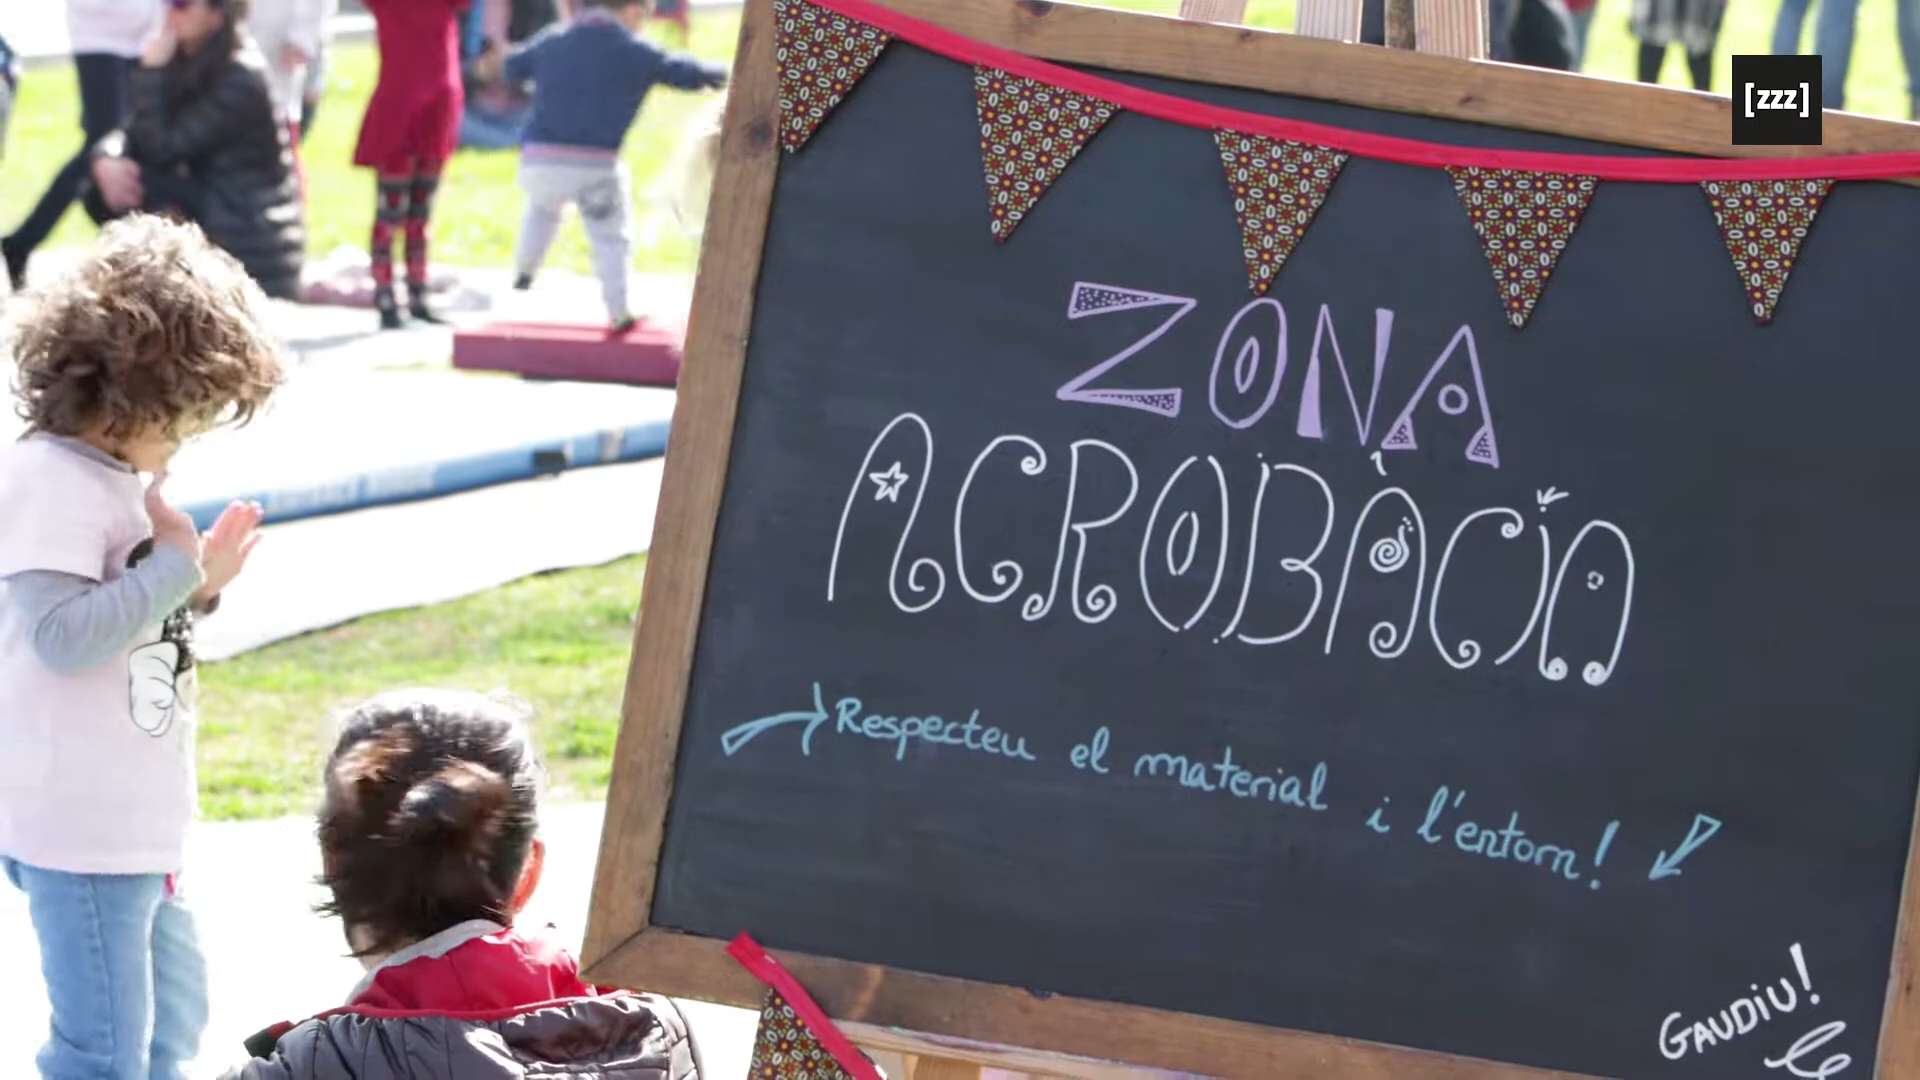 [zzz]
ZONA
ACROBÀCIA
Respecteu el material i l'entorn!
GAUDIU!